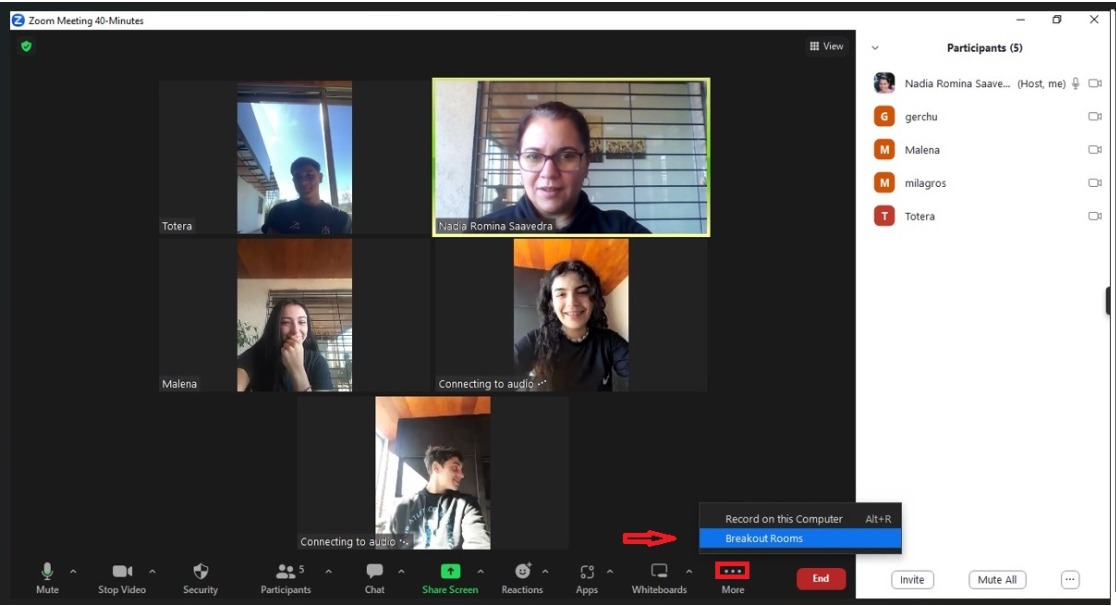 Zoom Meeting 40-Minutes
View
Participants (5)
Nadia Romina Saave... (Host, me)
G gerchu
M Malena
M milagros
T Totera
Totera
Nadia Romina Saavedra
Malena
Connecting to audio
Connecting to audio
Record on this Computer Alt+R
Breakout Rooms
5
Mute
Stop Video
Security
Participants
Chat
Share Screen
Reactions
Apps
Whiteboards
More
End
Invite
Mute All